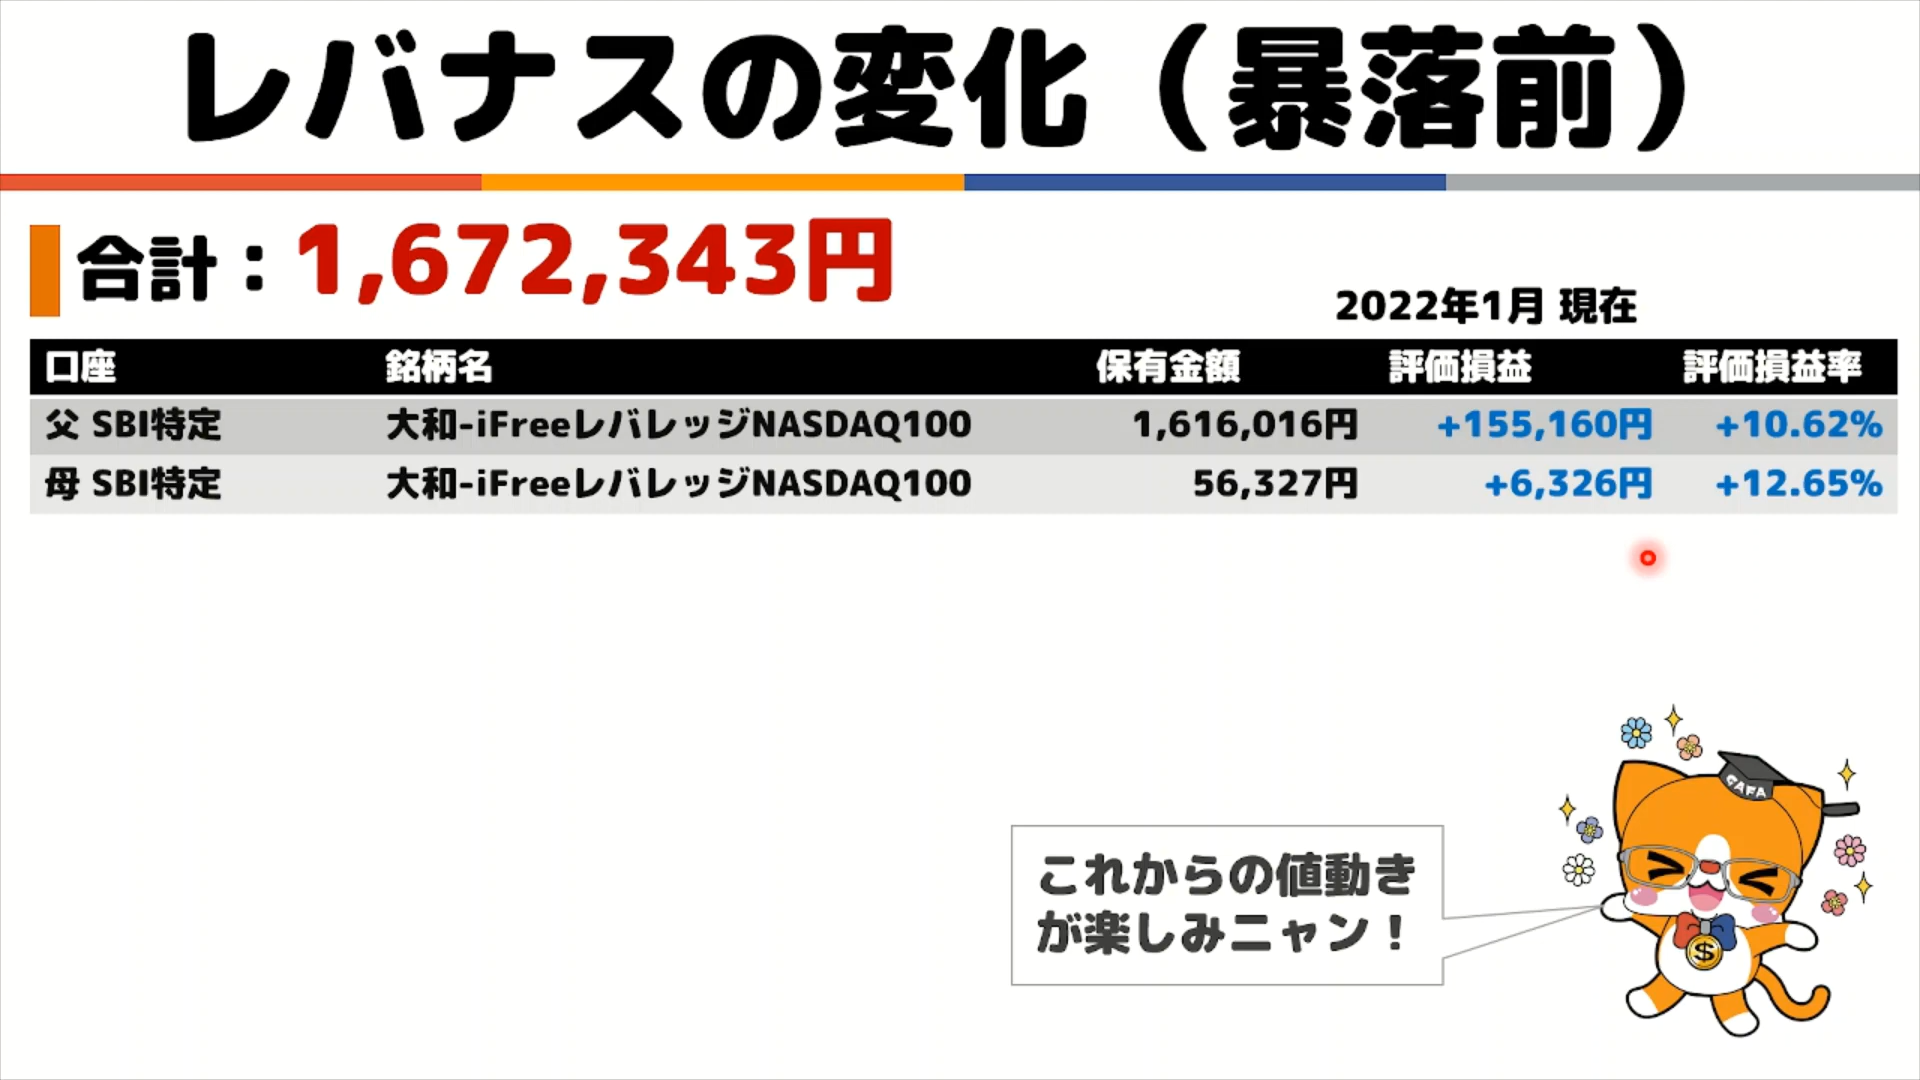 レバナスの変化（暴落前）
合計：1,672,343円
2022年1月 現在
口座 銘柄名 保有金額 評価損益 評価損益率
父 SBI特定 大和-iFreeレバレッジNASDAQ100 1,616,016円 +155,160円 +10.62%
母 SBI特定 大和-iFreeレバレッジNASDAQ100 56,327円 +6,326円 +12.65%
GAFA
これからの値動き
が楽しみニャン！
$